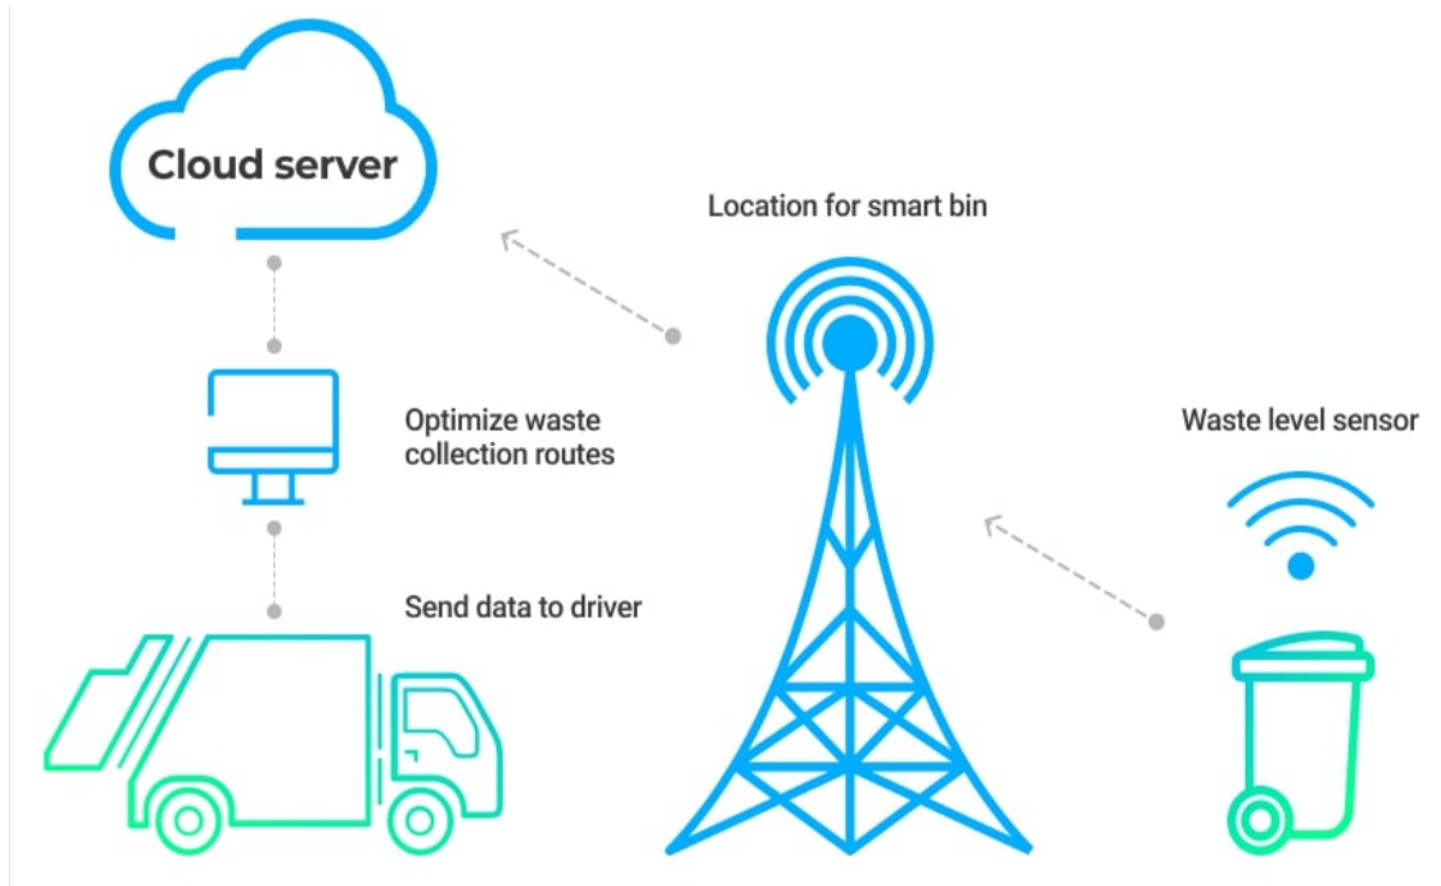 Cloud server
Location for smart bin
Optimize waste
collection routes
Waste level sensor
Send data to driver